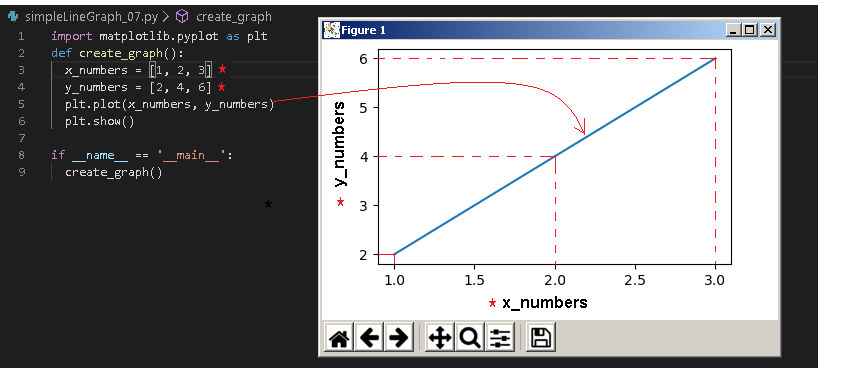 simpleLineGraph_07.py > create_graph
1 import matplotlib.pyplot as plt
2 def create_graph():
3 x_numbers = [1, 2, 3] *
4 y_numbers = [2, 4, 6] *
5 plt.plot(x_numbers, y_numbers)
6 plt.show()
7
8 if __name__ == '__main__':
9 create_graph()
*
Figure 1
6
5
4
3
2
* y_numbers
1.0 1.5 2.0 2.5 3.0
* x_numbers